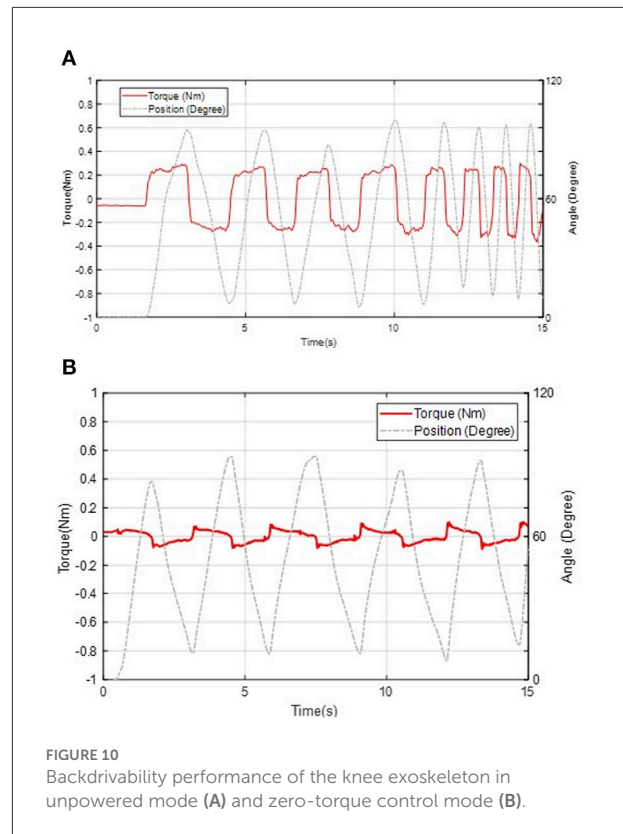 A
1
0.8
0.6
0.4
0.2
0
-0.2
-0.4
-0.6
-0.8
-1
Torque(Nm)
Torque (Nm)
Position (Degree)
120
60
0
Angle (Degree)
0
5
10
15
Time(s)
B
1
0.8
0.6
0.4
0.2
0
-0.2
-0.4
-0.6
-0.8
-1
Torque(Nm)
Torque (Nm)
Position (Degree)
120
60
0
Angle (Degree)
0
5
10
15
Time(s)
FIGURE 10
Backdrivability performance of the knee exoskeleton in
unpowered mode (A) and zero-torque control mode (B).